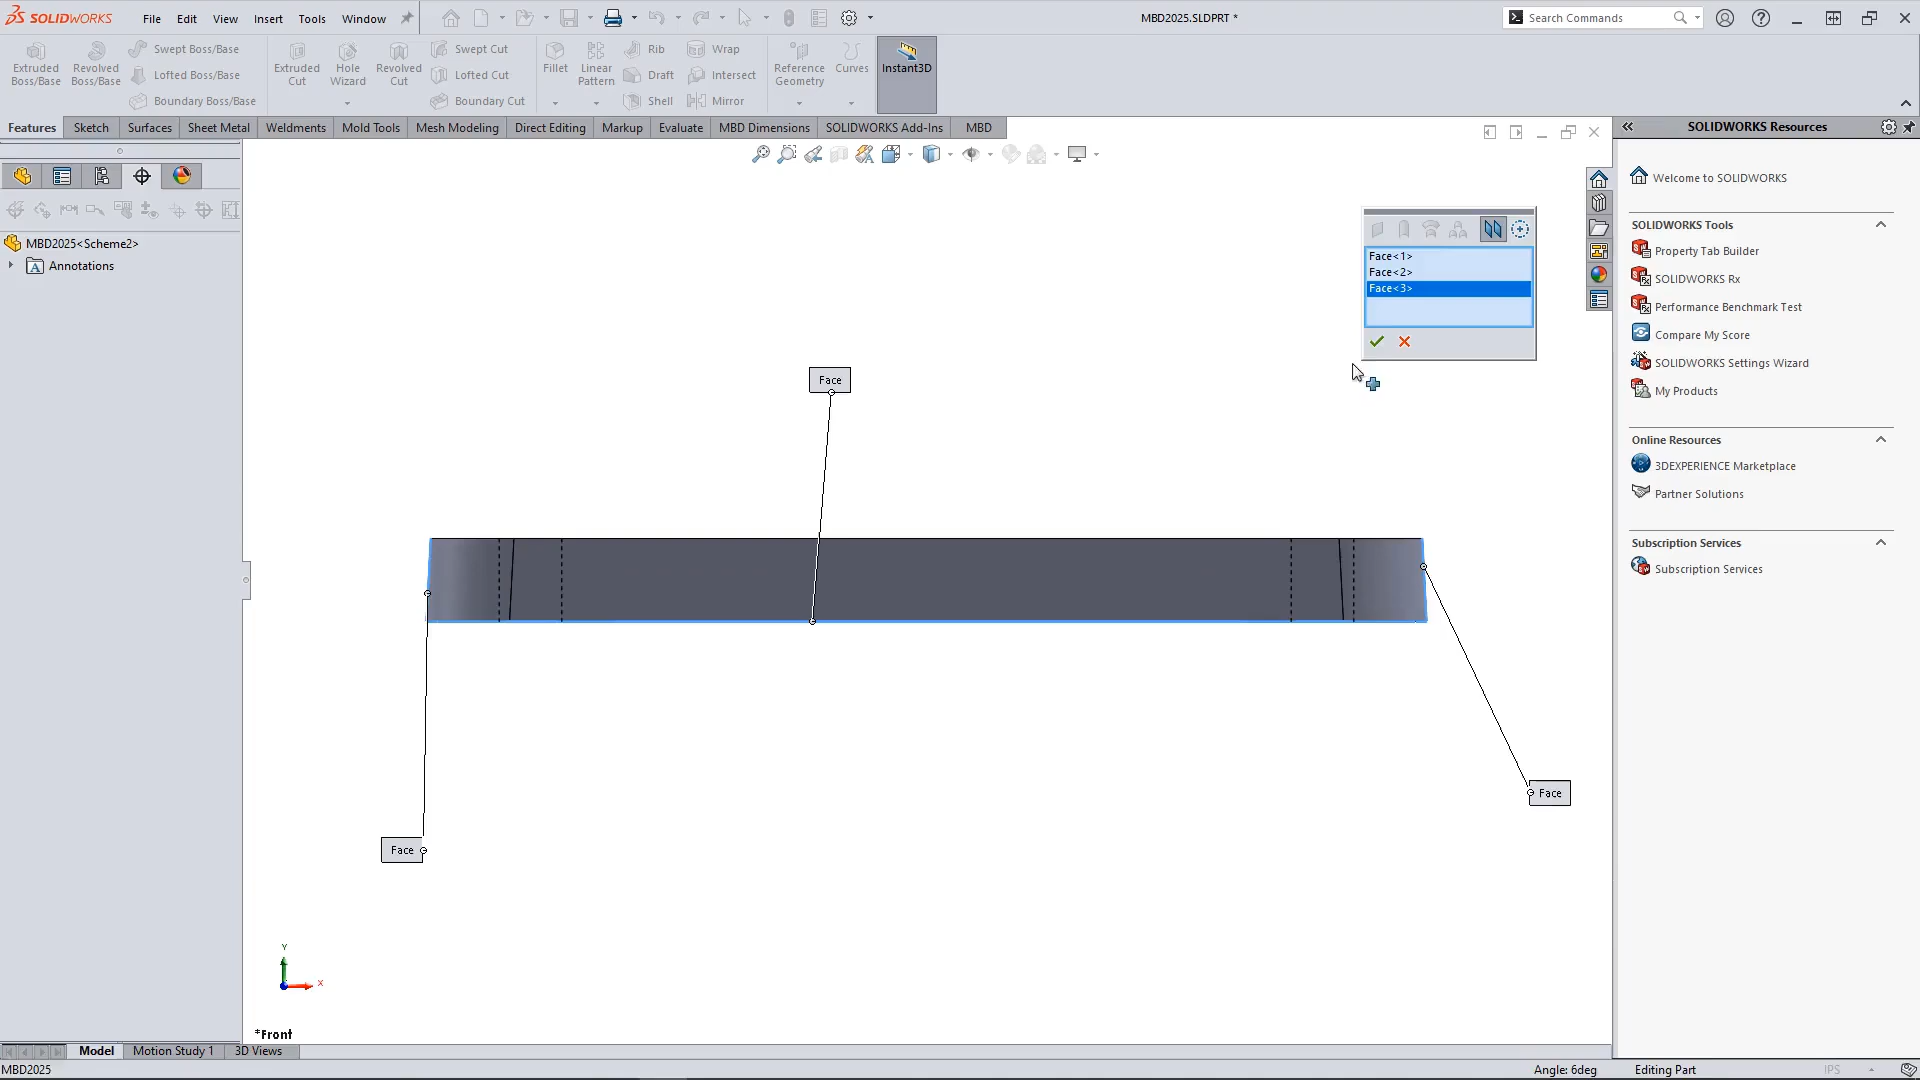 SOLIDWORKS
File Edit View Insert Tools Window
MBD2025.SLDPRT *
Search Commands
Extruded Boss/Base
Revolved Boss/Base
Swept Boss/Base
Lofted Boss/Base
Boundary Boss/Base
Extruded Cut
Hole Wizard
Revolved Cut
Swept Cut
Lofted Cut
Boundary Cut
Fillet
Linear Pattern
Rib
Draft
Shell
Wrap
Intersect
Mirror
Reference Geometry
Curves
Instant3D
Features Sketch Surfaces Sheet Metal Weldments Mold Tools Mesh Modeling Direct Editing Markup Evaluate MBD Dimensions SOLIDWORKS Add-Ins MBD
MBD2025<Scheme2>
Annotations
Face<1>
Face<2>
Face<3>
Face
Face
Face
Y
X
*Front
SOLIDWORKS Resources
Welcome to SOLIDWORKS
SOLIDWORKS Tools
Property Tab Builder
SOLIDWORKS Rx
Performance Benchmark Test
Compare My Score
SOLIDWORKS Settings Wizard
My Products
Online Resources
3DEXPERIENCE Marketplace
Partner Solutions
Subscription Services
Subscription Services
Model Motion Study 1 3D Views
MBD2025
Angle: 6deg
Editing Part
IPS